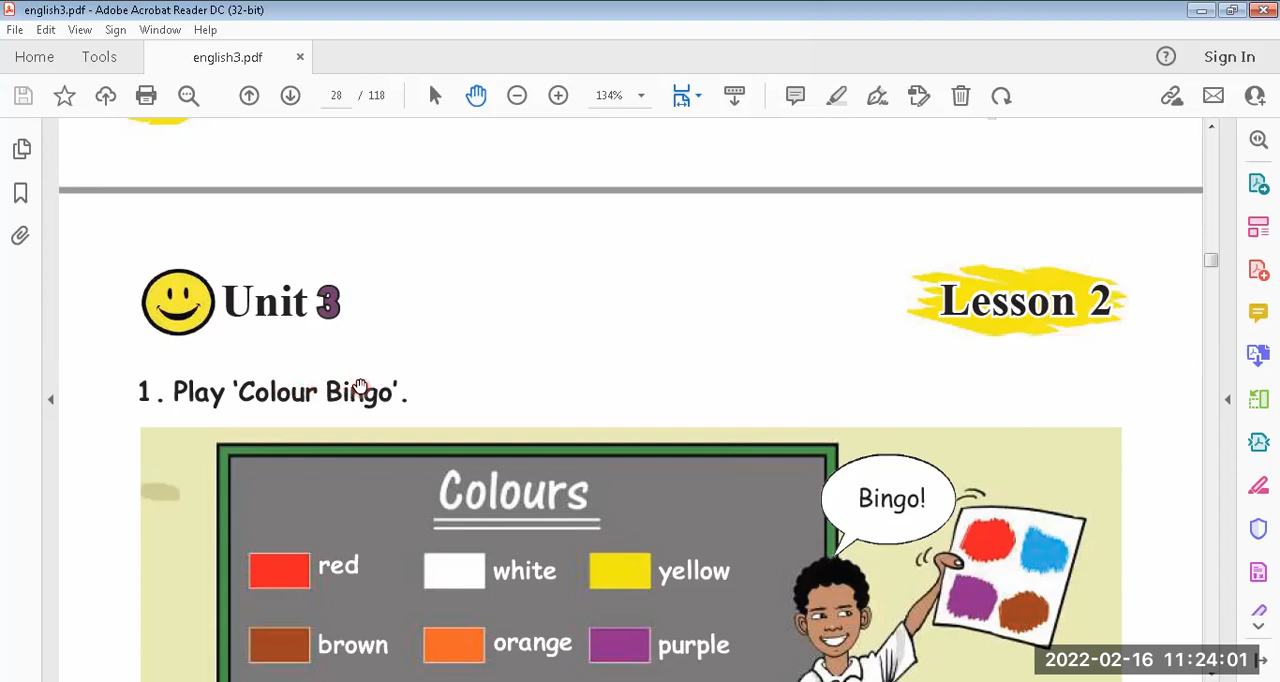 english3.pdf - Adobe Acrobat Reader DC (32-bit)
File Edit View Sign Window Help
Home Tools english3.pdf × ? Sign In
28 / 118 134%
Unit 3 Lesson 2
1. Play ‘Colour Bingo’.
Colours
Bingo!
red white yellow
brown orange purple
2022-02-16 11:24:01